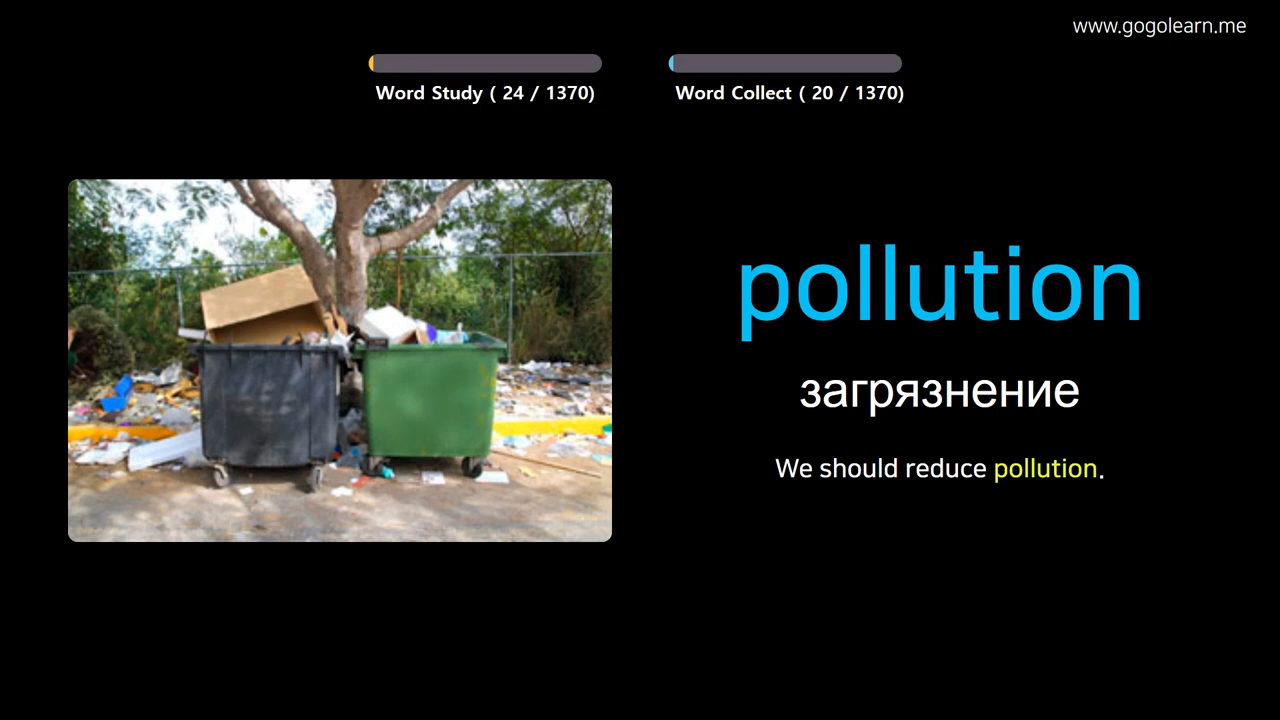 www.gogolearn.me
Word Study ( 24 / 1370)
Word Collect ( 20 / 1370)
pollution
загрязнение
We should reduce pollution.